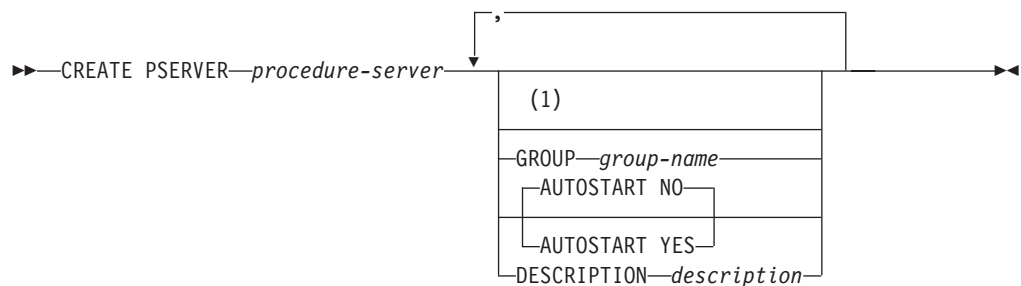 ,
CREATE PSERVER procedure-server
(1)
GROUP group-name
AUTOSTART NO
AUTOSTART YES
DESCRIPTION description